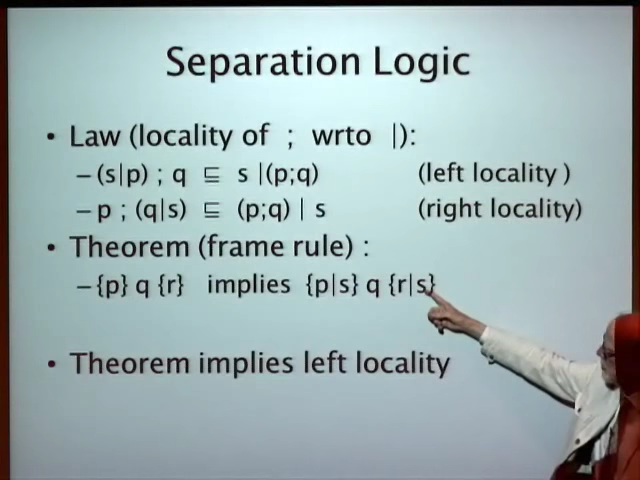 Separation Logic
• Law (locality of ; wrto |):
– (s|p) ; q ⊑ s |(p;q) (left locality )
– p ; (q|s) ⊑ (p;q) | s (right locality)
• Theorem (frame rule) :
– {p} q {r} implies {p|s} q {r|s}
• Theorem implies left locality